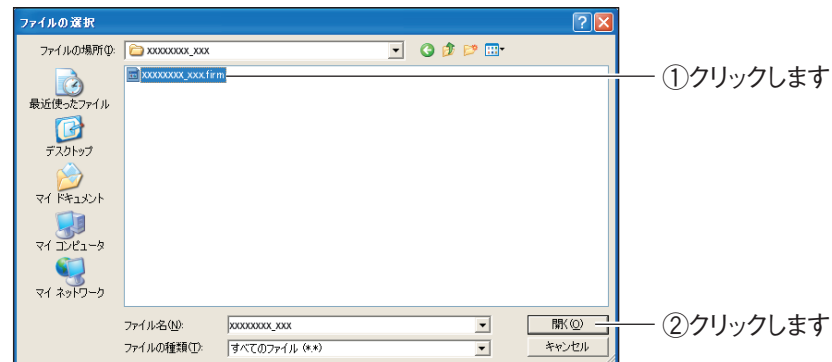 ファイルの選択
ファイルの場所(I):
xxxxxxxx_xxx
xxxxxxxx_xxx.firm
①クリックします
最近使ったファイル
デスクトップ
マイ ドキュメント
マイ コンピュータ
マイ ネットワーク
ファイル名(N):
xxxxxxxx_xxx
開く(O)
②クリックします
ファイルの種類(T):
すべてのファイル (*.*)
キャンセル